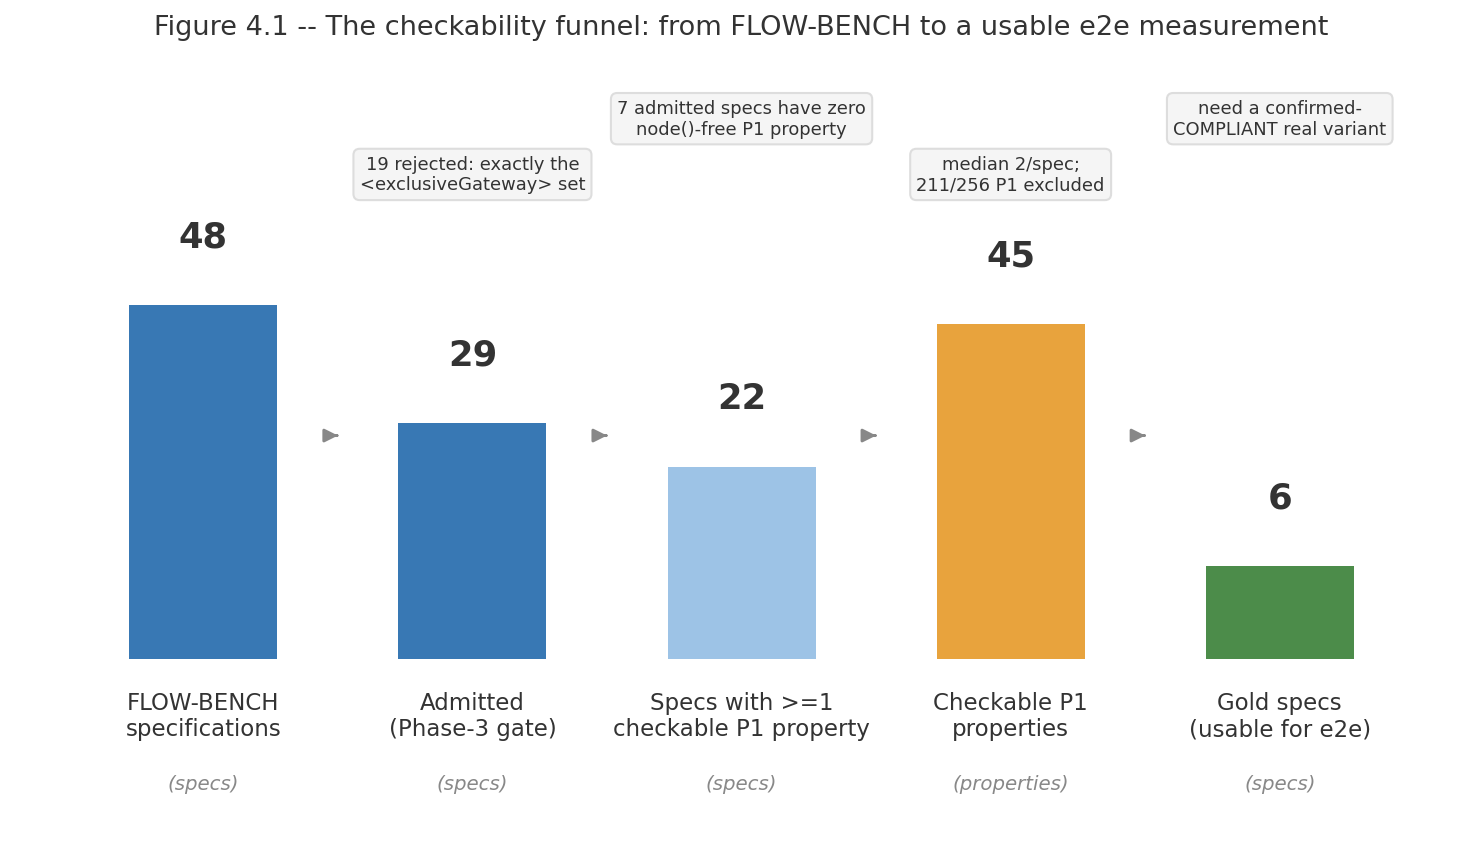 Figure 4.1 -- The checkability funnel: from FLOW-BENCH to a usable e2e measurement
7 admitted specs have zero
node()-free P1 property
need a confirmed-
COMPLIANT real variant
19 rejected: exactly the
<exclusiveGateway> set
median 2/spec;
211/256 P1 excluded
48
29
22
45
6
FLOW-BENCH
specifications
(specs)
Admitted
(Phase-3 gate)
(specs)
Specs with >=1
checkable P1 property
(specs)
Checkable P1
properties
(properties)
Gold specs
(usable for e2e)
(specs)